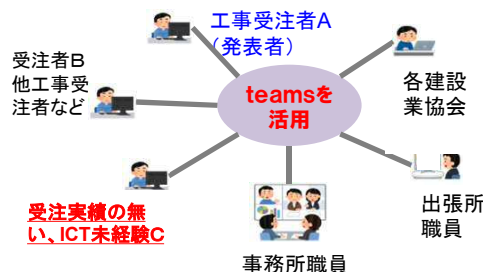 工事受注者A
（発表者）
受注者B
他工事受
注者など
teamsを
活用
各建設
業協会
受注実績の無
い、ICT未経験C
出張所
職員
事務所職員